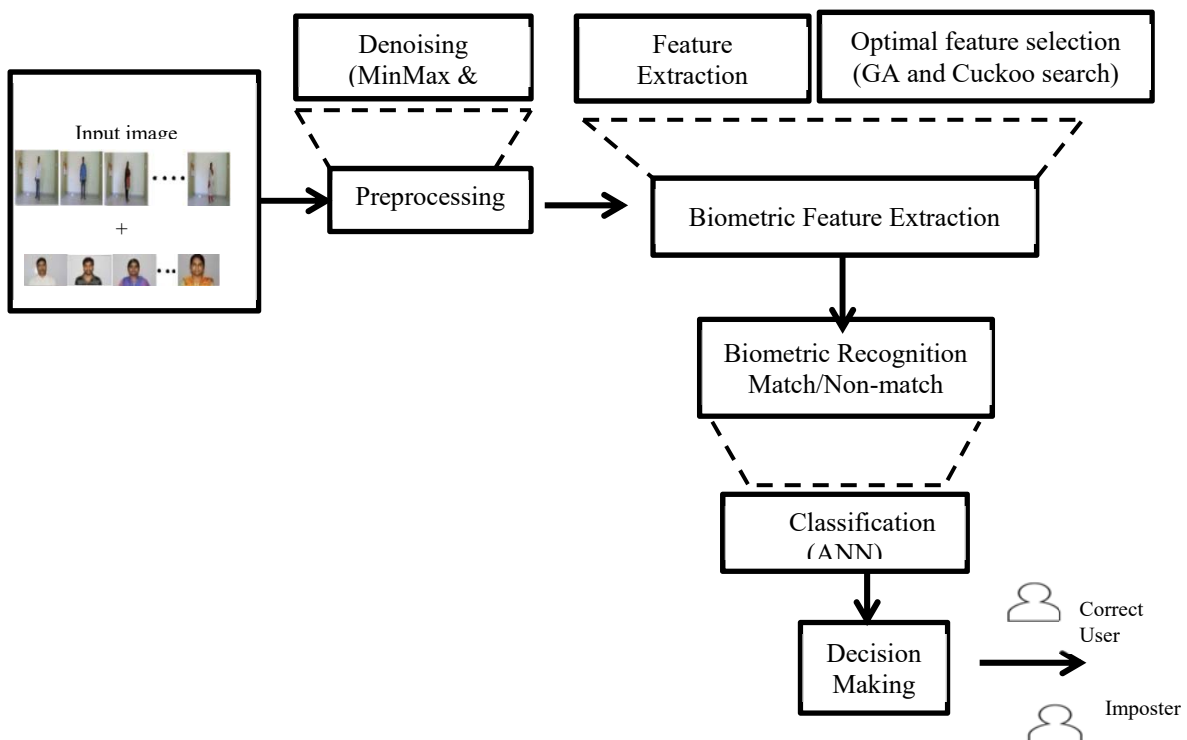 Input image
+
Denoising
(MinMax &
Preprocessing
Feature
Extraction
Optimal feature selection
(GA and Cuckoo search)
Biometric Feature Extraction
Biometric Recognition
Match/Non-match
Classification
(ANN)
Decision
Making
Correct
User
Imposter